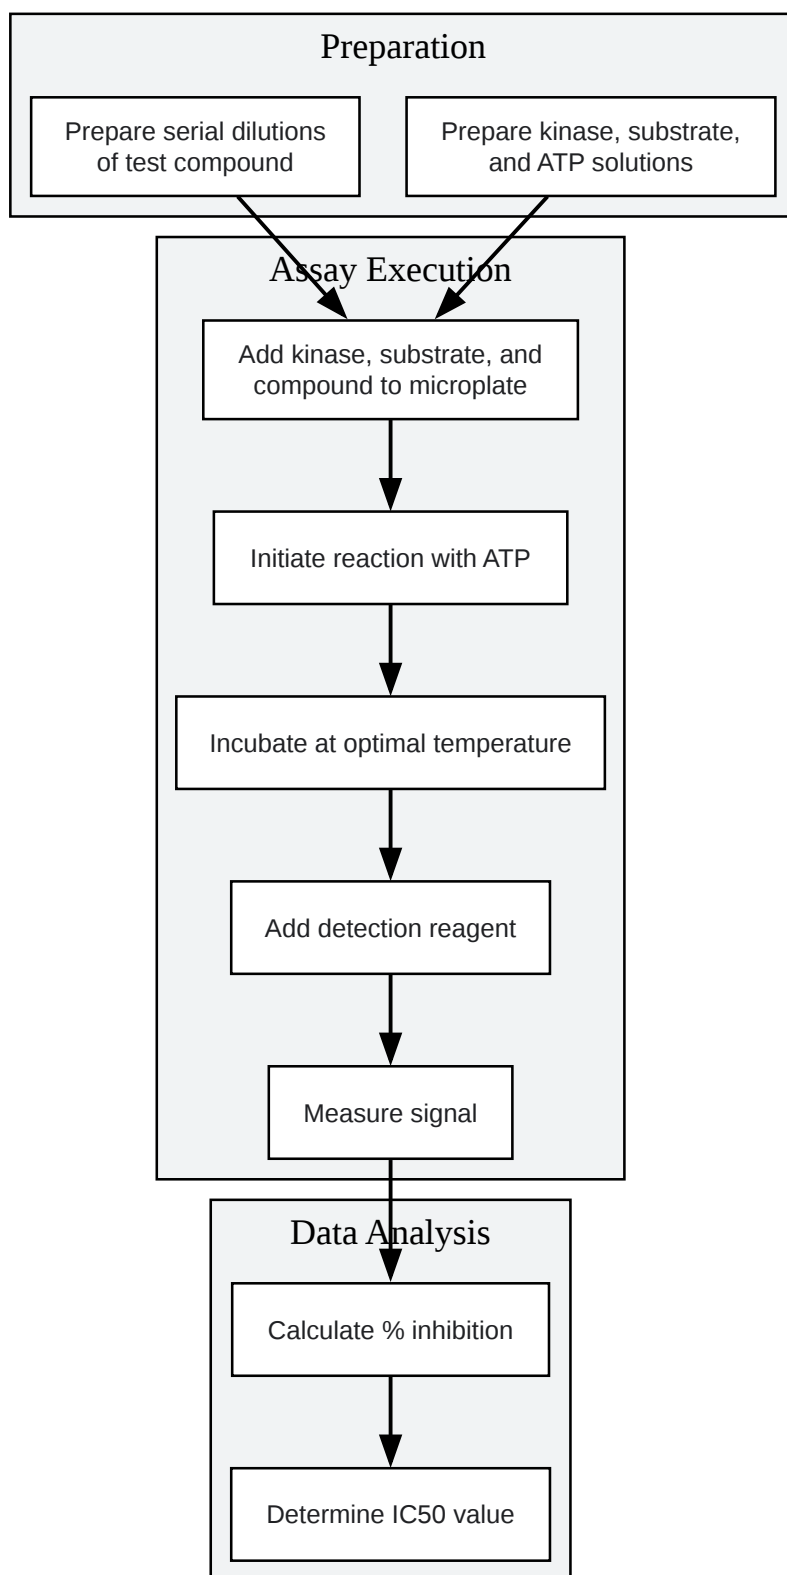 Preparation
Prepare serial dilutions
of test compound
Prepare kinase, substrate,
and ATP solutions
Assay Execution
Add kinase, substrate, and
compound to microplate
Initiate reaction with ATP
Incubate at optimal temperature
Add detection reagent
Measure signal
Data Analysis
Calculate % inhibition
Determine IC50 value